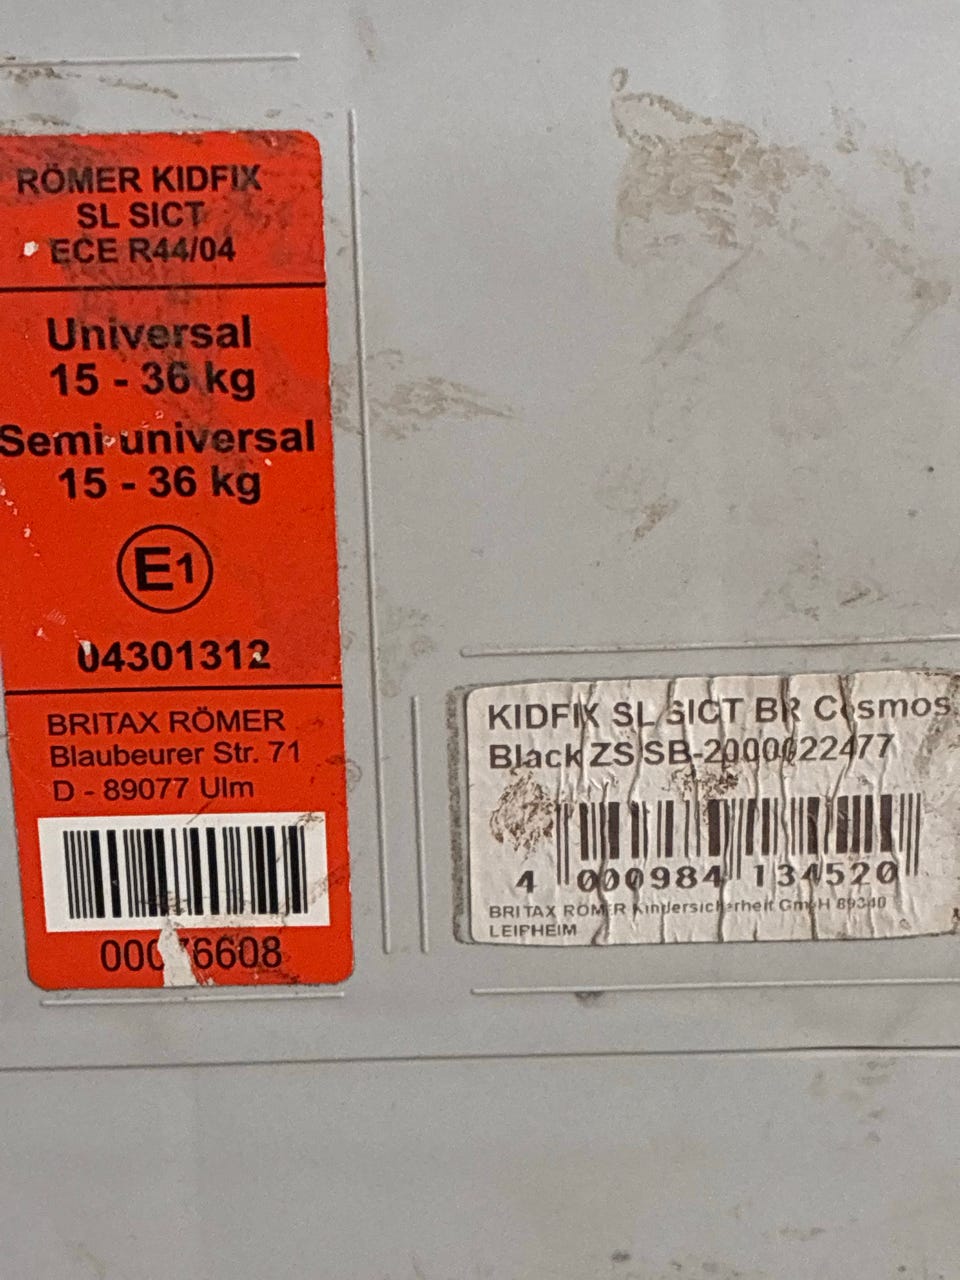 RÖMER KIDFIX
SL SICT
ECE R44/04
Universal
15 - 36 kg
Semi-universal
15 - 36 kg
E1
04301312
BRITAX RÖMER
Blaubeurer Str. 71
D - 89077 Ulm
KIDFIX SL SICT BR Cosmos
Black ZS SB-2000022477
4 000984 134520
BRITAX RÖMER Kindersicherheit GmbH 89340
LEIPHEIM